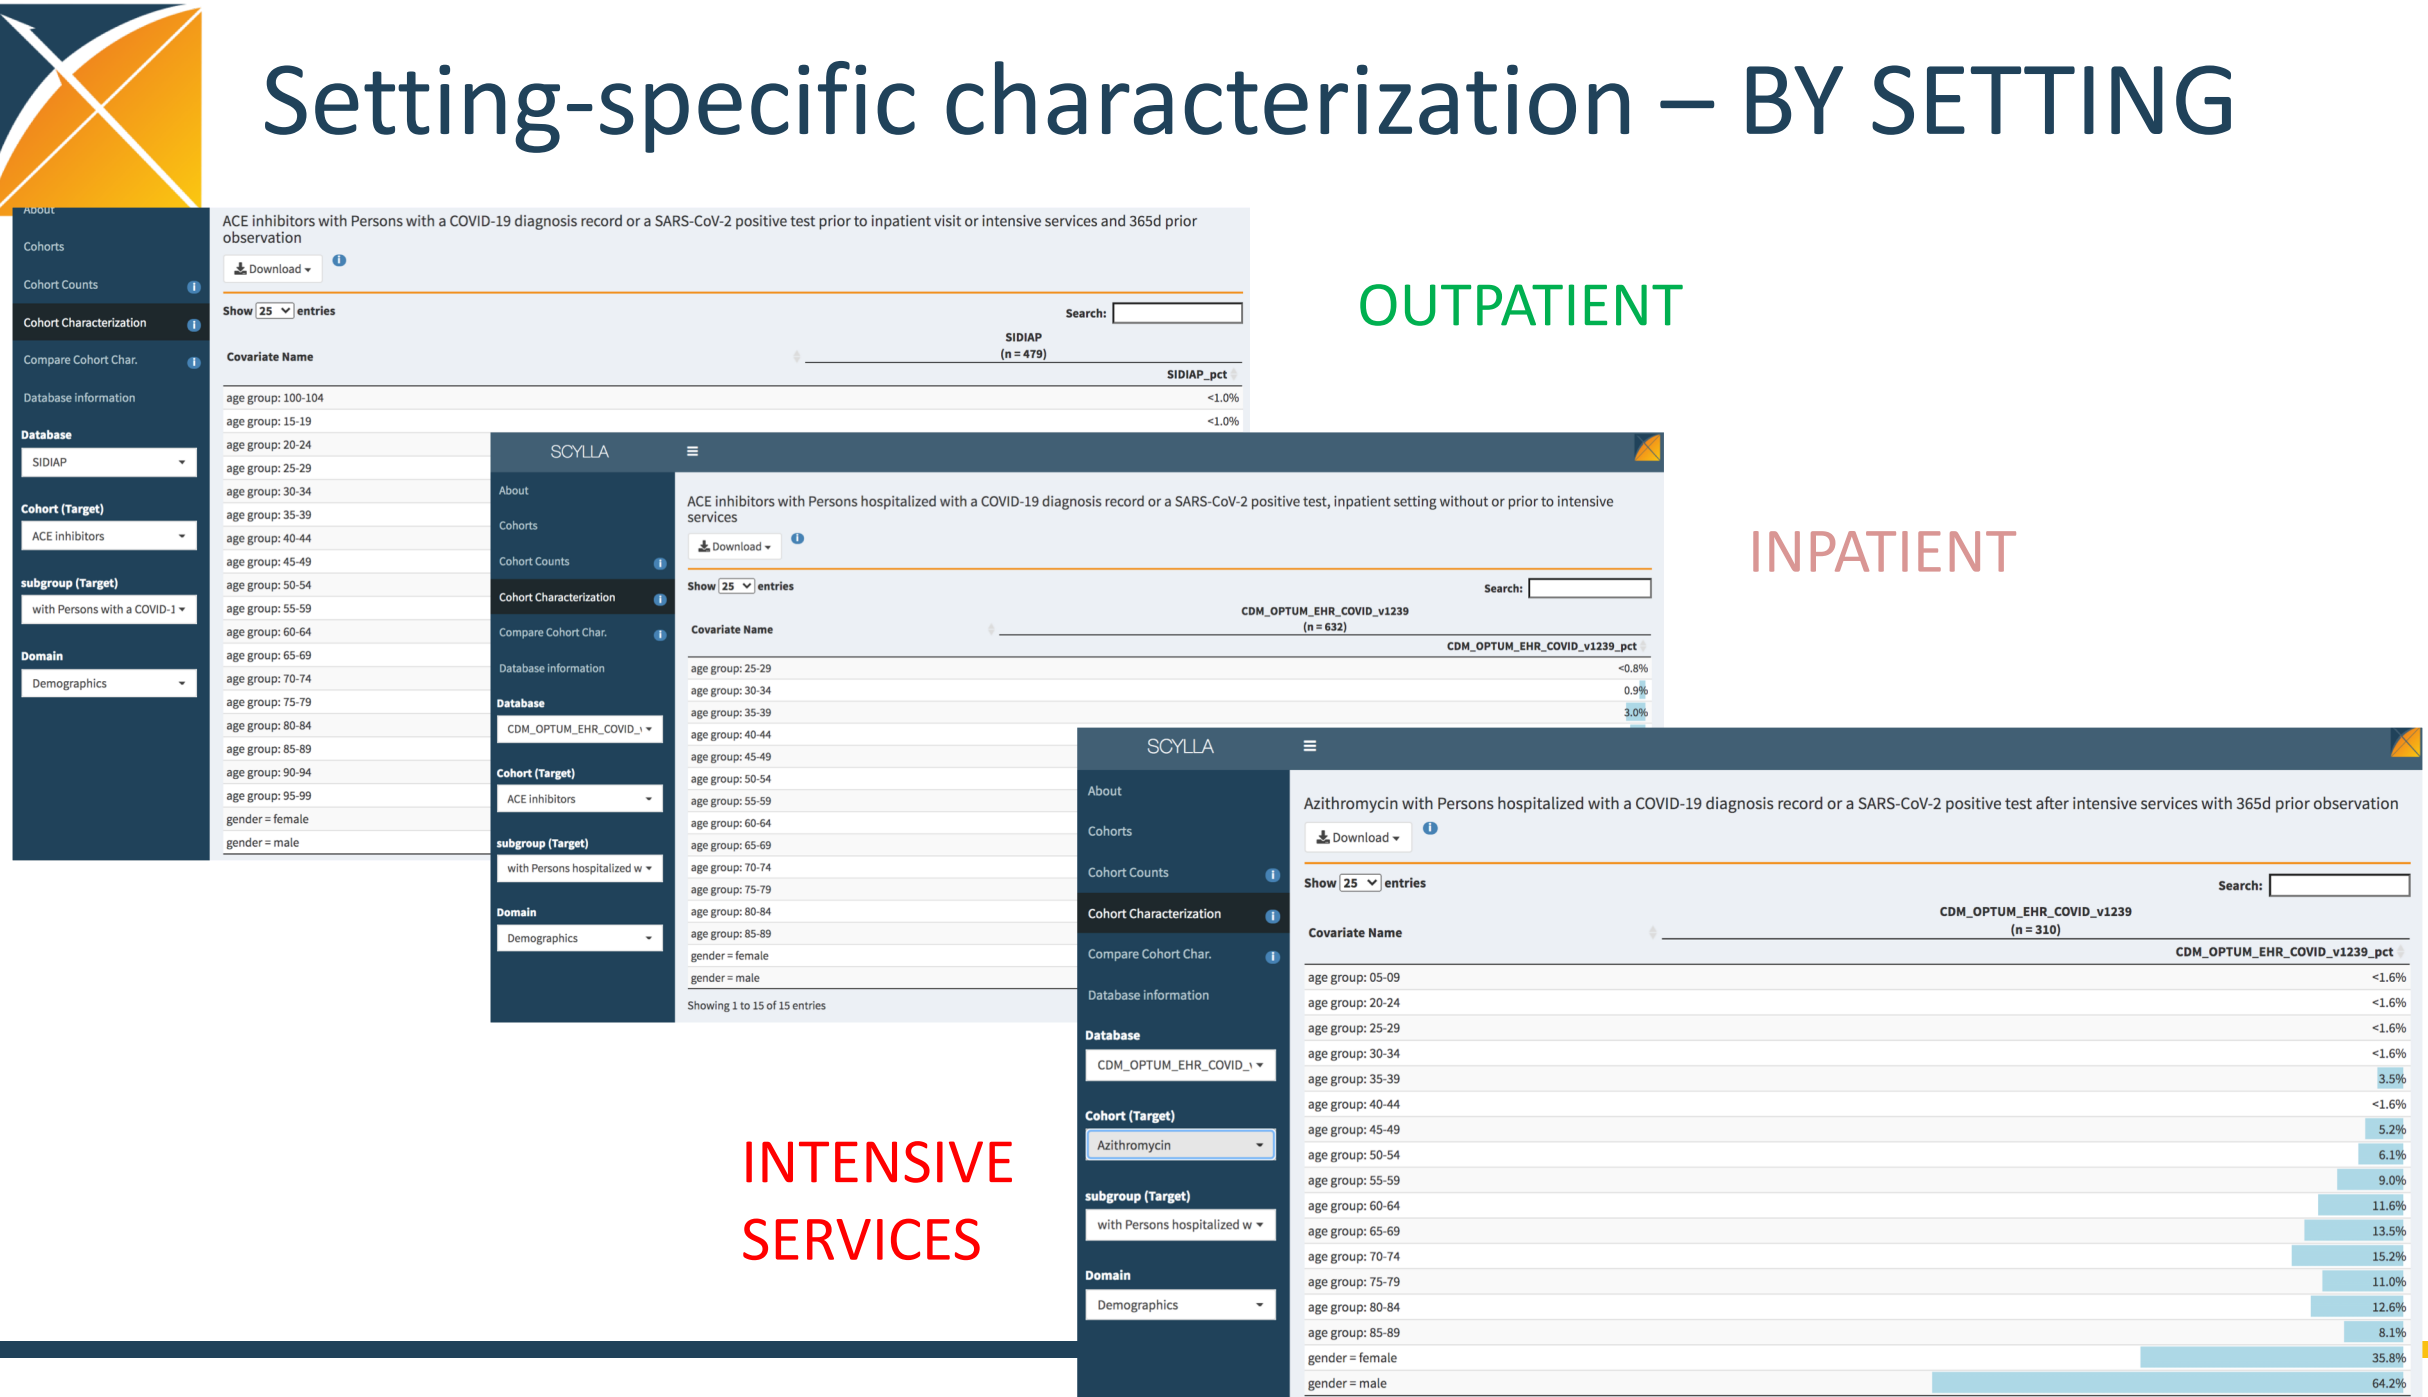 Setting-specific characterization – BY SETTING
About
Cohorts
Cohort Counts
Cohort Characterization
Compare Cohort Char.
Database information
Database
SIDIAP
Cohort (Target)
ACE inhibitors
subgroup (Target)
with Persons with a COVID-1
Domain
Demographics
ACE inhibitors with Persons with a COVID-19 diagnosis record or a SARS-CoV-2 positive test prior to inpatient visit or intensive services and 365d prior
observation
Download
Show 25 entries
Search:
SIDIAP
(n = 479)
Covariate Name
SIDIAP_pct
age group: 100-104 <1.0%
age group: 15-19 <1.0%
age group: 20-24
age group: 25-29
age group: 30-34
age group: 35-39
age group: 40-44
age group: 45-49
age group: 50-54
age group: 55-59
age group: 60-64
age group: 65-69
age group: 70-74
age group: 75-79
age group: 80-84
age group: 85-89
age group: 90-94
age group: 95-99
gender = female
gender = male
OUTPATIENT
SCYLLA
About
Cohorts
Cohort Counts
Cohort Characterization
Compare Cohort Char.
Database information
Database
CDM_OPTUM_EHR_COVID_
Cohort (Target)
ACE inhibitors
subgroup (Target)
with Persons hospitalized w
Domain
Demographics
ACE inhibitors with Persons hospitalized with a COVID-19 diagnosis record or a SARS-CoV-2 positive test, inpatient setting without or prior to intensive
services
Download
Show 25 entries
Search:
CDM_OPTUM_EHR_COVID_v1239
(n = 632)
Covariate Name
CDM_OPTUM_EHR_COVID_v1239_pct
age group: 25-29 <0.8%
age group: 30-34 0.9%
age group: 35-39 3.0%
age group: 40-44
age group: 45-49
age group: 50-54
age group: 55-59
age group: 60-64
age group: 65-69
age group: 70-74
age group: 75-79
age group: 80-84
age group: 85-89
gender = female
gender = male
Showing 1 to 15 of 15 entries
INPATIENT
INTENSIVE
SERVICES
SCYLLA
About
Cohorts
Cohort Counts
Cohort Characterization
Compare Cohort Char.
Database information
Database
CDM_OPTUM_EHR_COVID_
Cohort (Target)
Azithromycin
subgroup (Target)
with Persons hospitalized w
Domain
Demographics
Azithromycin with Persons hospitalized with a COVID-19 diagnosis record or a SARS-CoV-2 positive test after intensive services with 365d prior observation
Download
Show 25 entries
Search:
CDM_OPTUM_EHR_COVID_v1239
(n = 310)
Covariate Name
CDM_OPTUM_EHR_COVID_v1239_pct
age group: 05-09 <1.6%
age group: 20-24 <1.6%
age group: 25-29 <1.6%
age group: 30-34 <1.6%
age group: 35-39 3.5%
age group: 40-44 <1.6%
age group: 45-49 5.2%
age group: 50-54 6.1%
age group: 55-59 9.0%
age group: 60-64 11.6%
age group: 65-69 13.5%
age group: 70-74 15.2%
age group: 75-79 11.0%
age group: 80-84 12.6%
age group: 85-89 8.1%
gender = female 35.8%
gender = male 64.2%